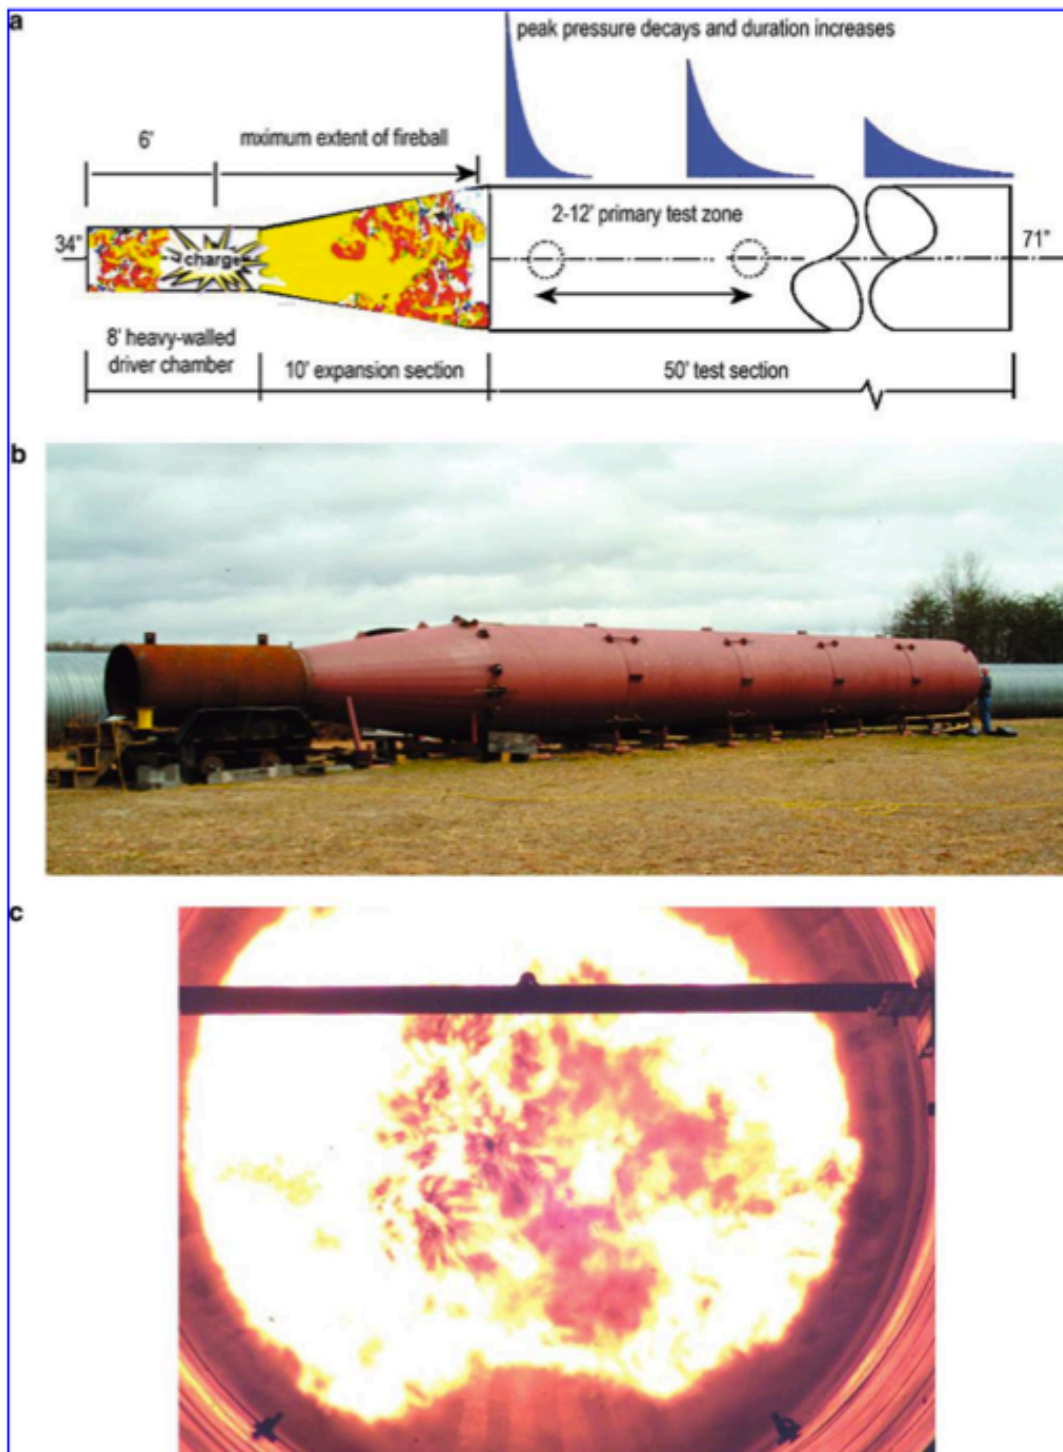 a
peak pressure decays and duration increases
6'
mximum extent of fireball
34"
charge
2-12' primary test zone
71"
8' heavy-walled
driver chamber
10' expansion section
50' test section
b
c